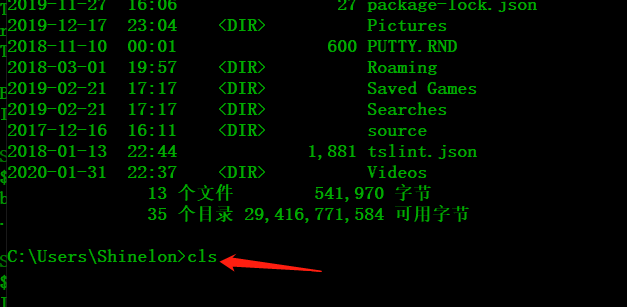 2019-11-27 16:06 27 package-lock.json
2019-12-17 23:04 <DIR> Pictures
2018-11-10 00:01 600 PUTTY.RND
2018-03-01 19:57 <DIR> Roaming
2019-02-21 17:17 <DIR> Saved Games
2019-02-21 17:17 <DIR> Searches
2017-12-16 16:11 <DIR> source
2018-01-13 22:44 1,881 tslint.json
2020-01-31 22:37 <DIR> Videos
13 个文件 541,970 字节
35 个目录 29,416,771,584 可用字节
C:\Users\Shinelon>cls